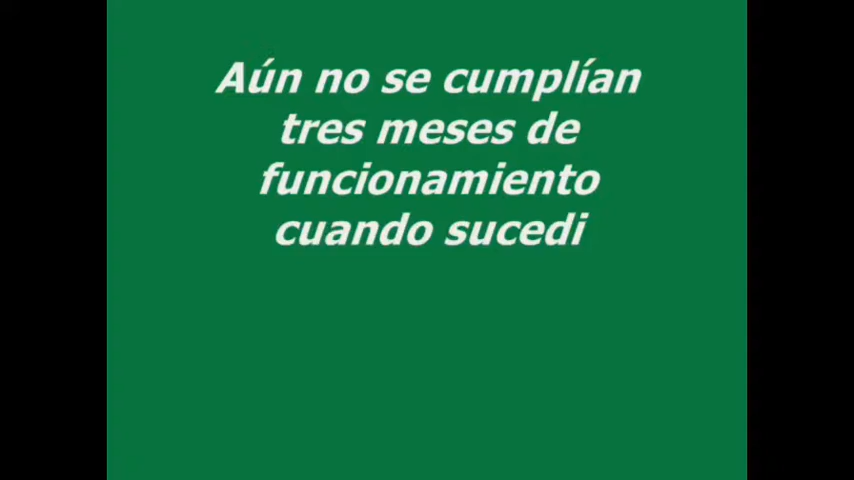 Aún no se cumplían
tres meses de
funcionamiento
cuando sucedi